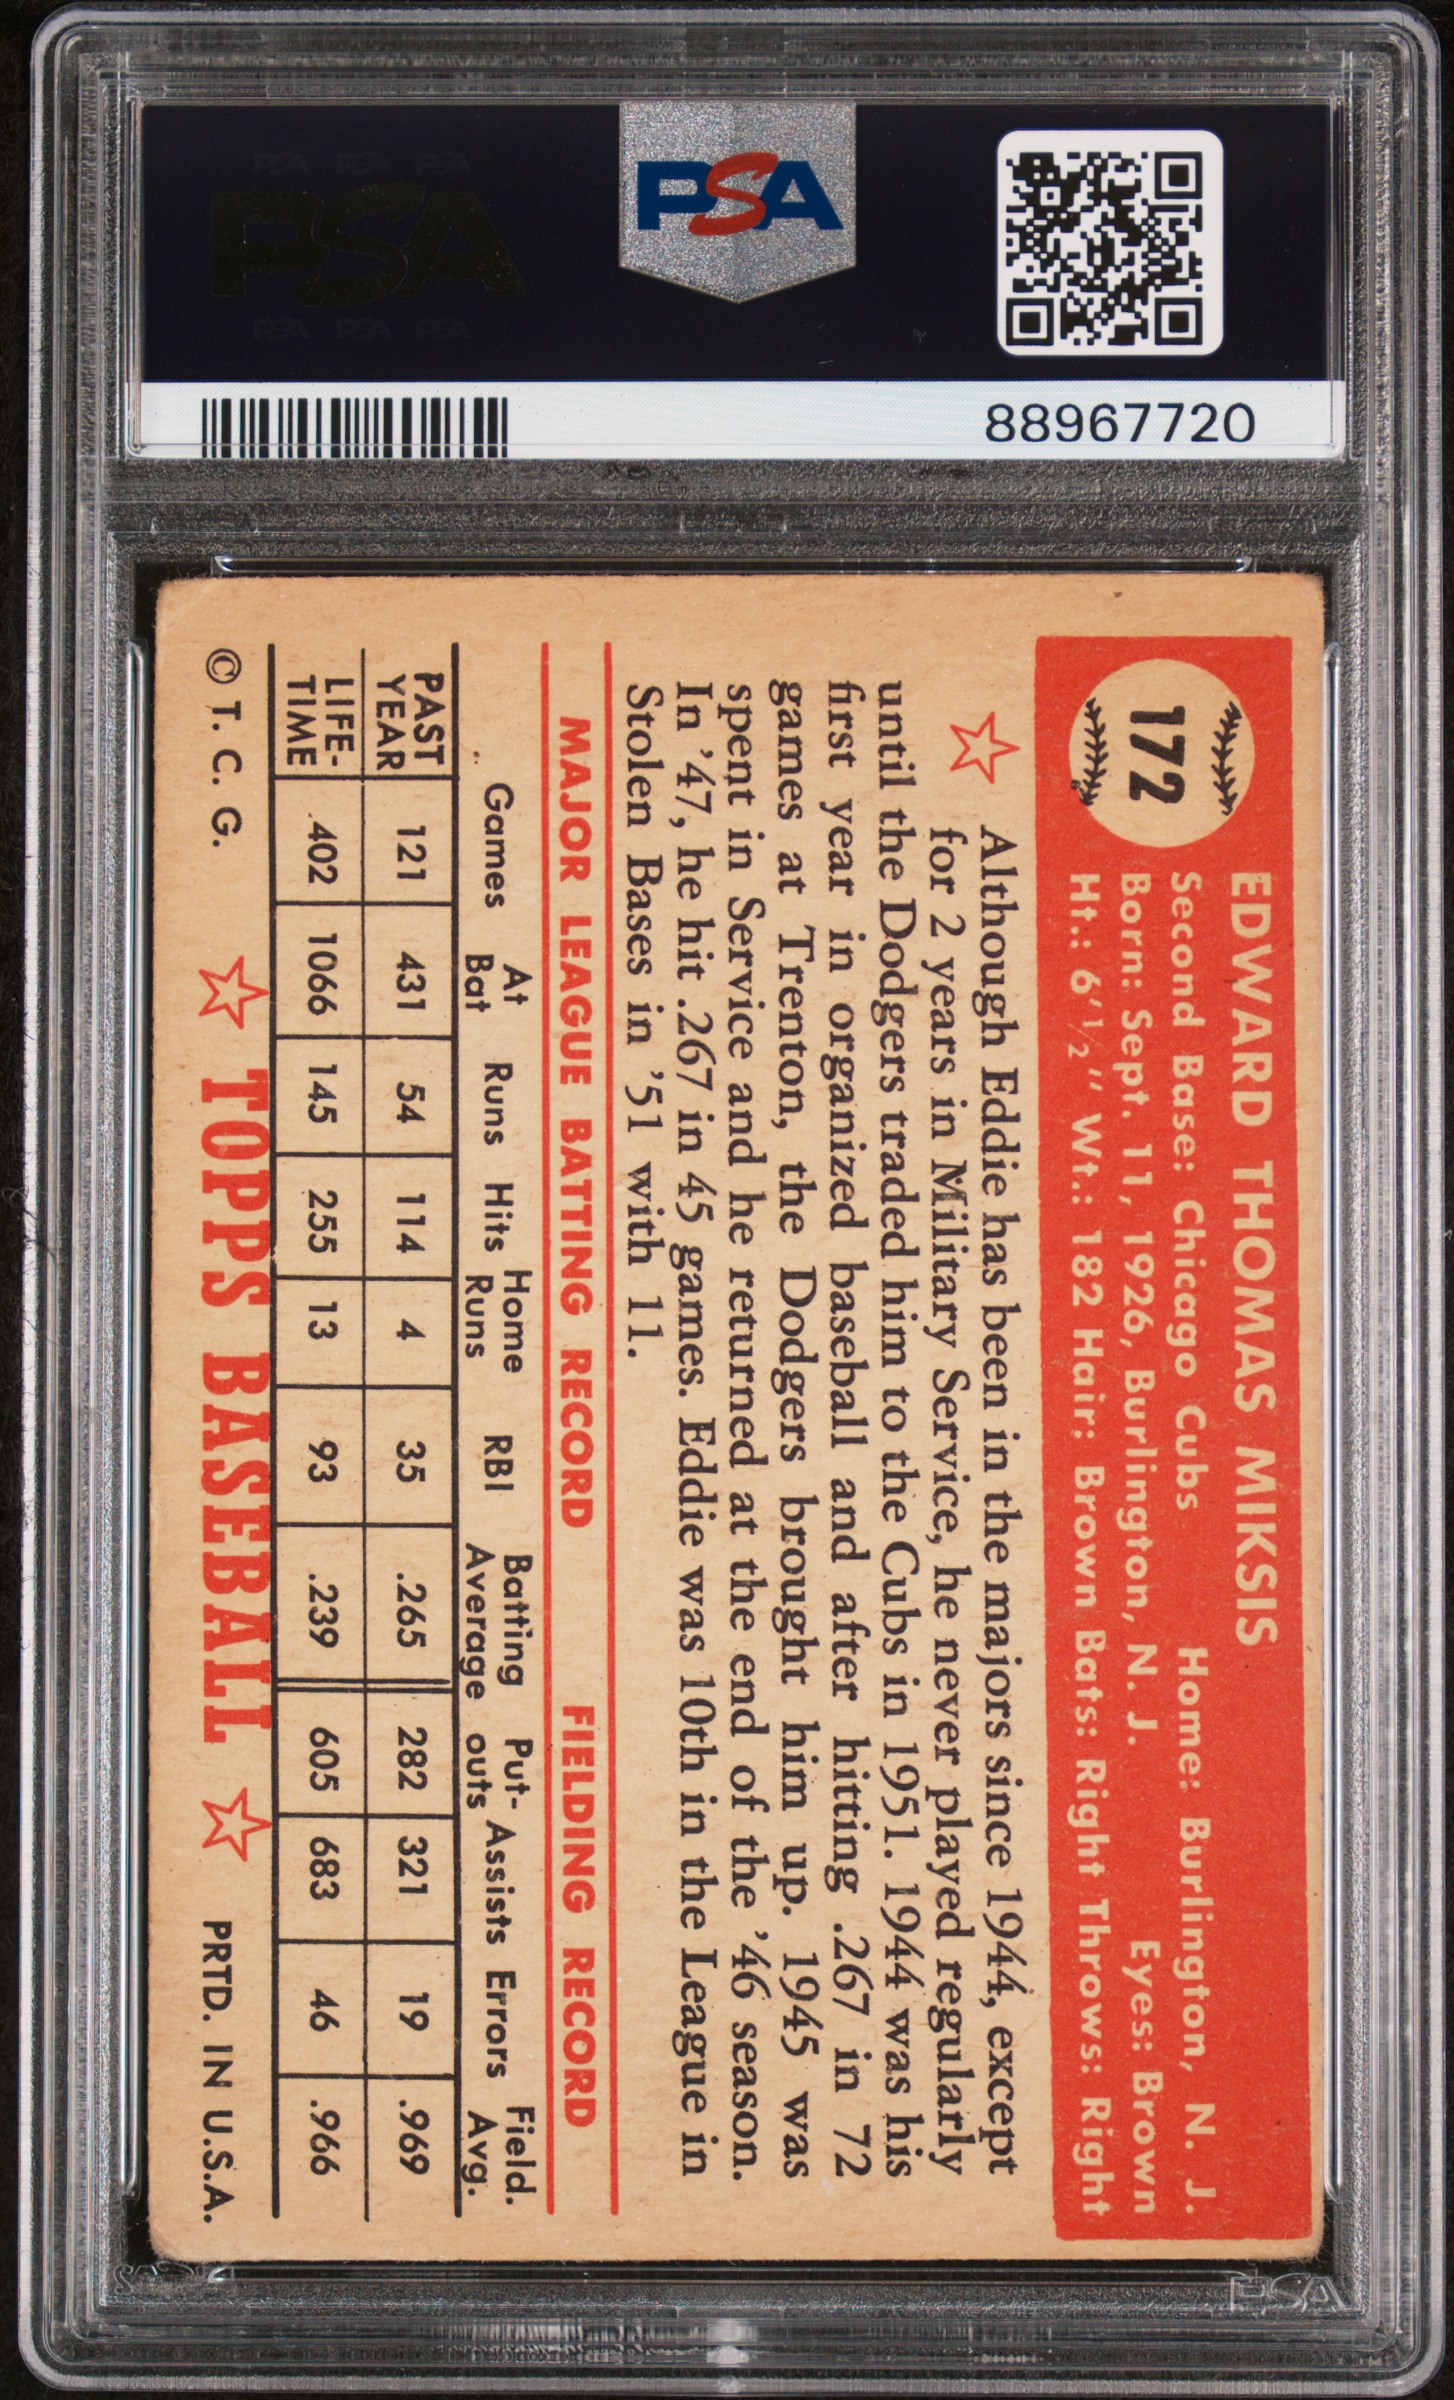 PSA PSA PSA
PSA
PSA PSA PSA
PSA
88967720
172
EDWARD THOMAS MIKSIS
Second Base: Chicago Cubs Home: Burlington, N. J.
Born: Sept. 11, 1926, Burlington, N. J. Eyes: Brown
Ht.: 6'½" Wt.: 182 Hair: Brown Bats: Right Throws: Right
Although Eddie has been in the majors since 1944, except
for 2 years in Military Service, he never played regularly
until the Dodgers traded him to the Cubs in 1951. 1944 was his
first year in organized baseball and after hitting .267 in 72
games at Trenton, the Dodgers brought him up. 1945 was
spent in Service and he returned at the end of the '46 season.
In '47, he hit .267 in 45 games. Eddie was 10th in the League in
Stolen Bases in '51 with 11.
MAJOR LEAGUE BATTING RECORD FIELDING RECORD
Games At Bat Runs Hits Home Runs RBI Batting Average Put-outs Assists Errors Field. Avg.
PAST YEAR 121 431 54 114 4 35 .265 282 321 19 .969
LIFE-TIME 402 1066 145 255 13 93 .239 605 683 46 .966
© T. C. G. TOPPS BASEBALL PRTD. IN U.S.A.
PSA
PSA